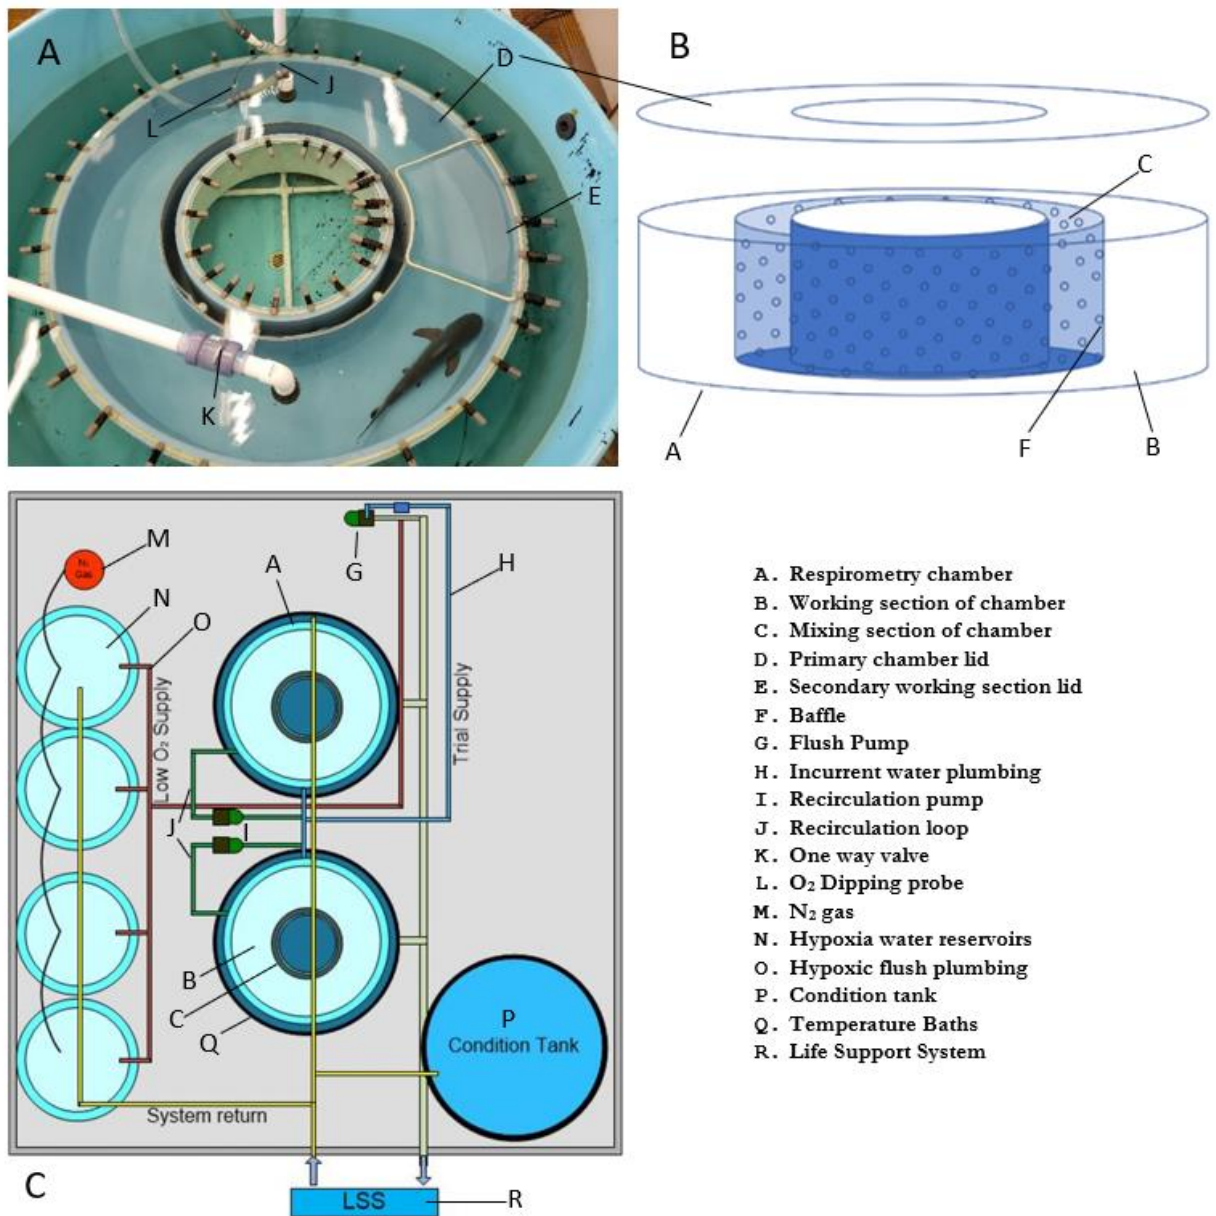 A
J
D
L
E
K
B
D
C
A
F
B
M
N₂
Gas
N
O
A
G
H
Low O₂ Supply
Trial Supply
J
I
B
C
Q
P
Condition Tank
System return
C
LSS
R
A. Respirometry chamber
B. Working section of chamber
C. Mixing section of chamber
D. Primary chamber lid
E. Secondary working section lid
F. Baffle
G. Flush Pump
H. Incurrent water plumbing
I. Recirculation pump
J. Recirculation loop
K. One way valve
L. O₂ Dipping probe
M. N₂ gas
N. Hypoxia water reservoirs
O. Hypoxic flush plumbing
P. Condition tank
Q. Temperature Baths
R. Life Support System